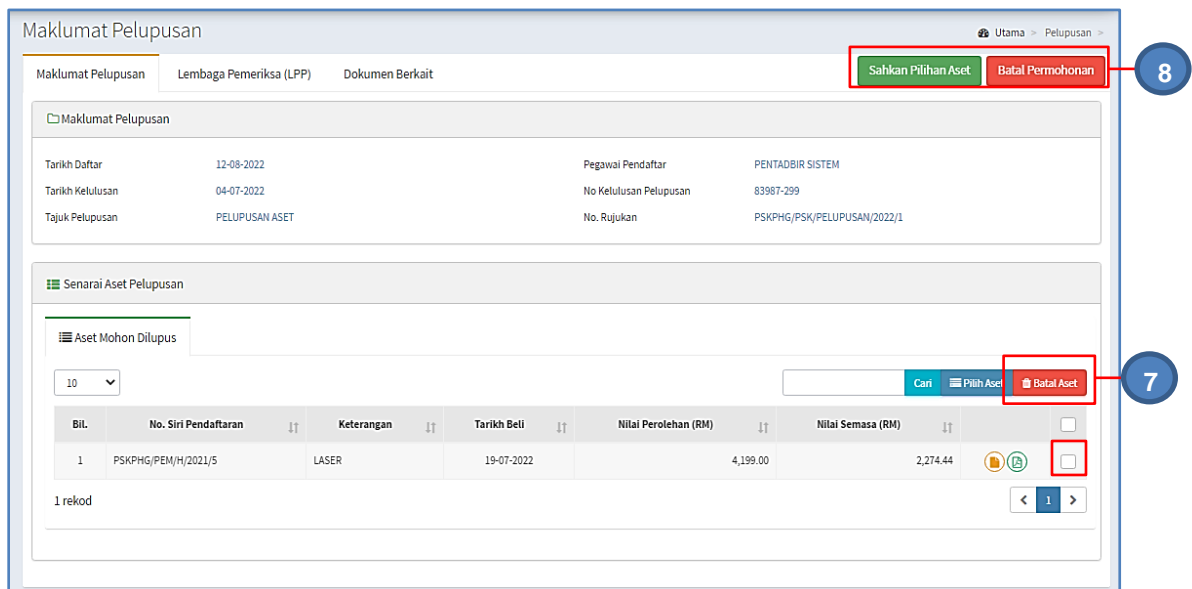 Maklumat Pelupusan
Utama > Pelupusan >
Maklumat Pelupusan Lembaga Pemeriksa (LPP) Dokumen Berkait Sahkan Pilihan Aset Batal Permohonan
8
Maklumat Pelupusan
Tarikh Daftar 12-08-2022 Pegawai Pendaftar PENTADBIR SISTEM
Tarikh Kelulusan 04-07-2022 No Kelulusan Pelupusan 83987-299
Tajuk Pelupusan PELUPUSAN ASET No. Rujukan PSKPHG/PSK/PELUPUSAN/2022/1
Senarai Aset Pelupusan
Aset Mohon Dilupus
10 Cari Pilih Aset Batal Aset
7
Bil. No. Siri Pendaftaran Keterangan Tarikh Beli Nilai Perolehan (RM) Nilai Semasa (RM)
1 PSKPHG/PEM/H/2021/5 LASER 19-07-2022 4,199.00 2,274.44
1 rekod < 1 >